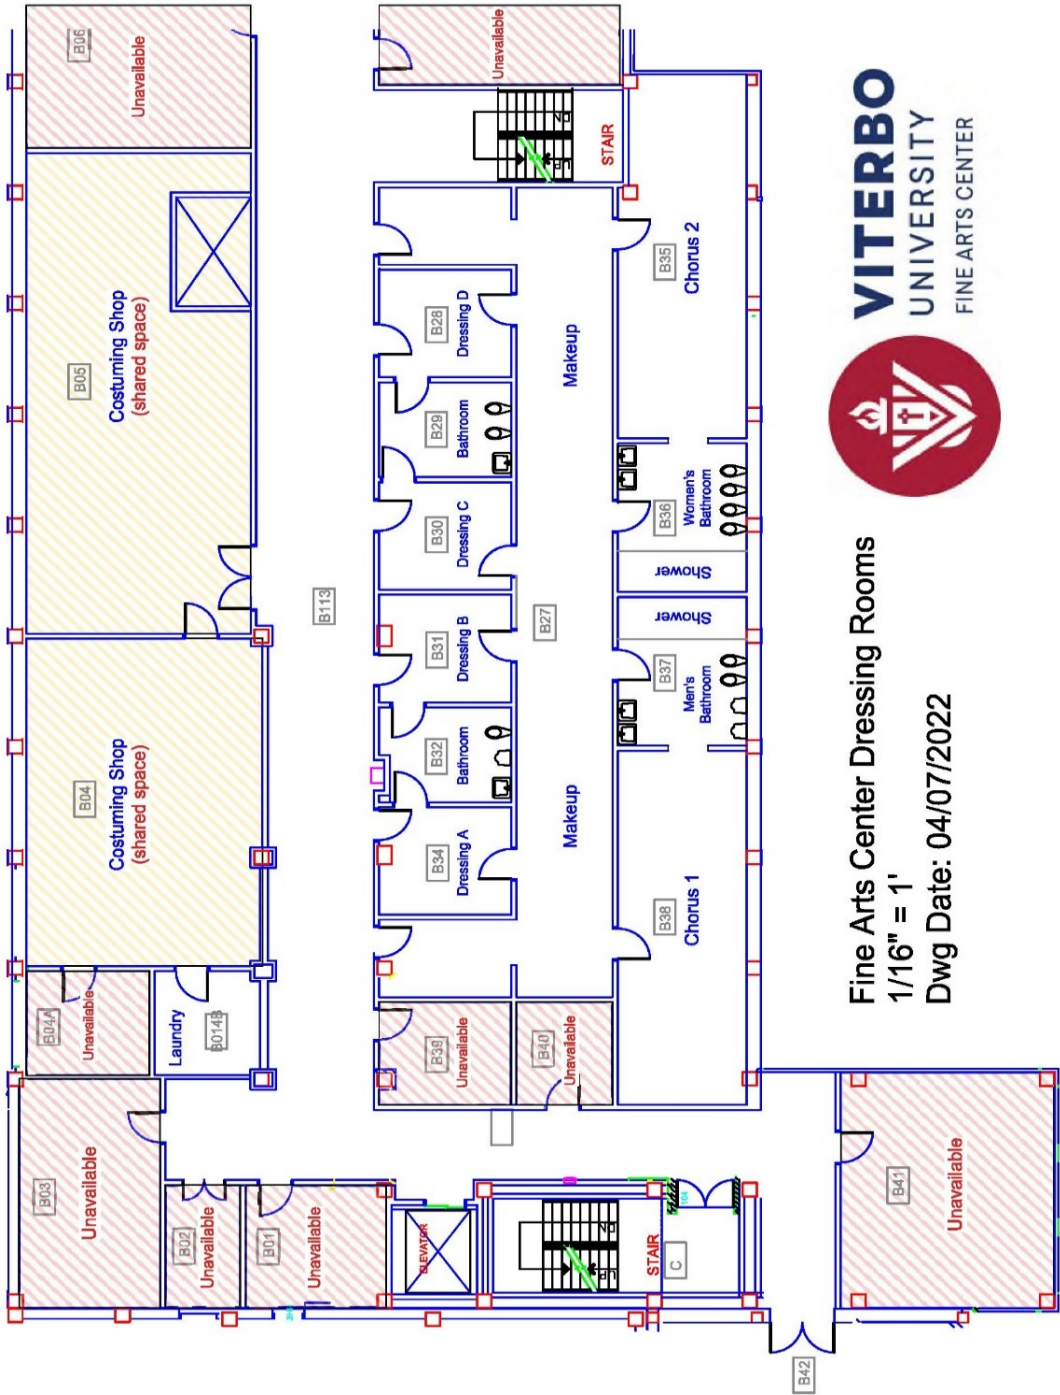 B03
Unavailable
B02
Unavailable
B01
Unavailable
B04A
Unavailable
Laundry
B014B
B04
Costuming Shop
(shared space)
B05
Costuming Shop
(shared space)
B06
Unavailable
B113
ELEVATOR
B39
Unavailable
B34
Dressing A
B32
Bathroom
B31
Dressing B
B30
Dressing C
B29
Bathroom
B28
Dressing D
Unavailable
B40
Unavailable
B27
Makeup
Makeup
STAIR
STAIR
C
104
B38
Chorus 1
B37
Men's
Bathroom
Shower
Shower
B36
Women's
Bathroom
B35
Chorus 2
B42
B41
Unavailable
Fine Arts Center Dressing Rooms
1/16" = 1'
Dwg Date: 04/07/2022
VITERBO
UNIVERSITY
FINE ARTS CENTER